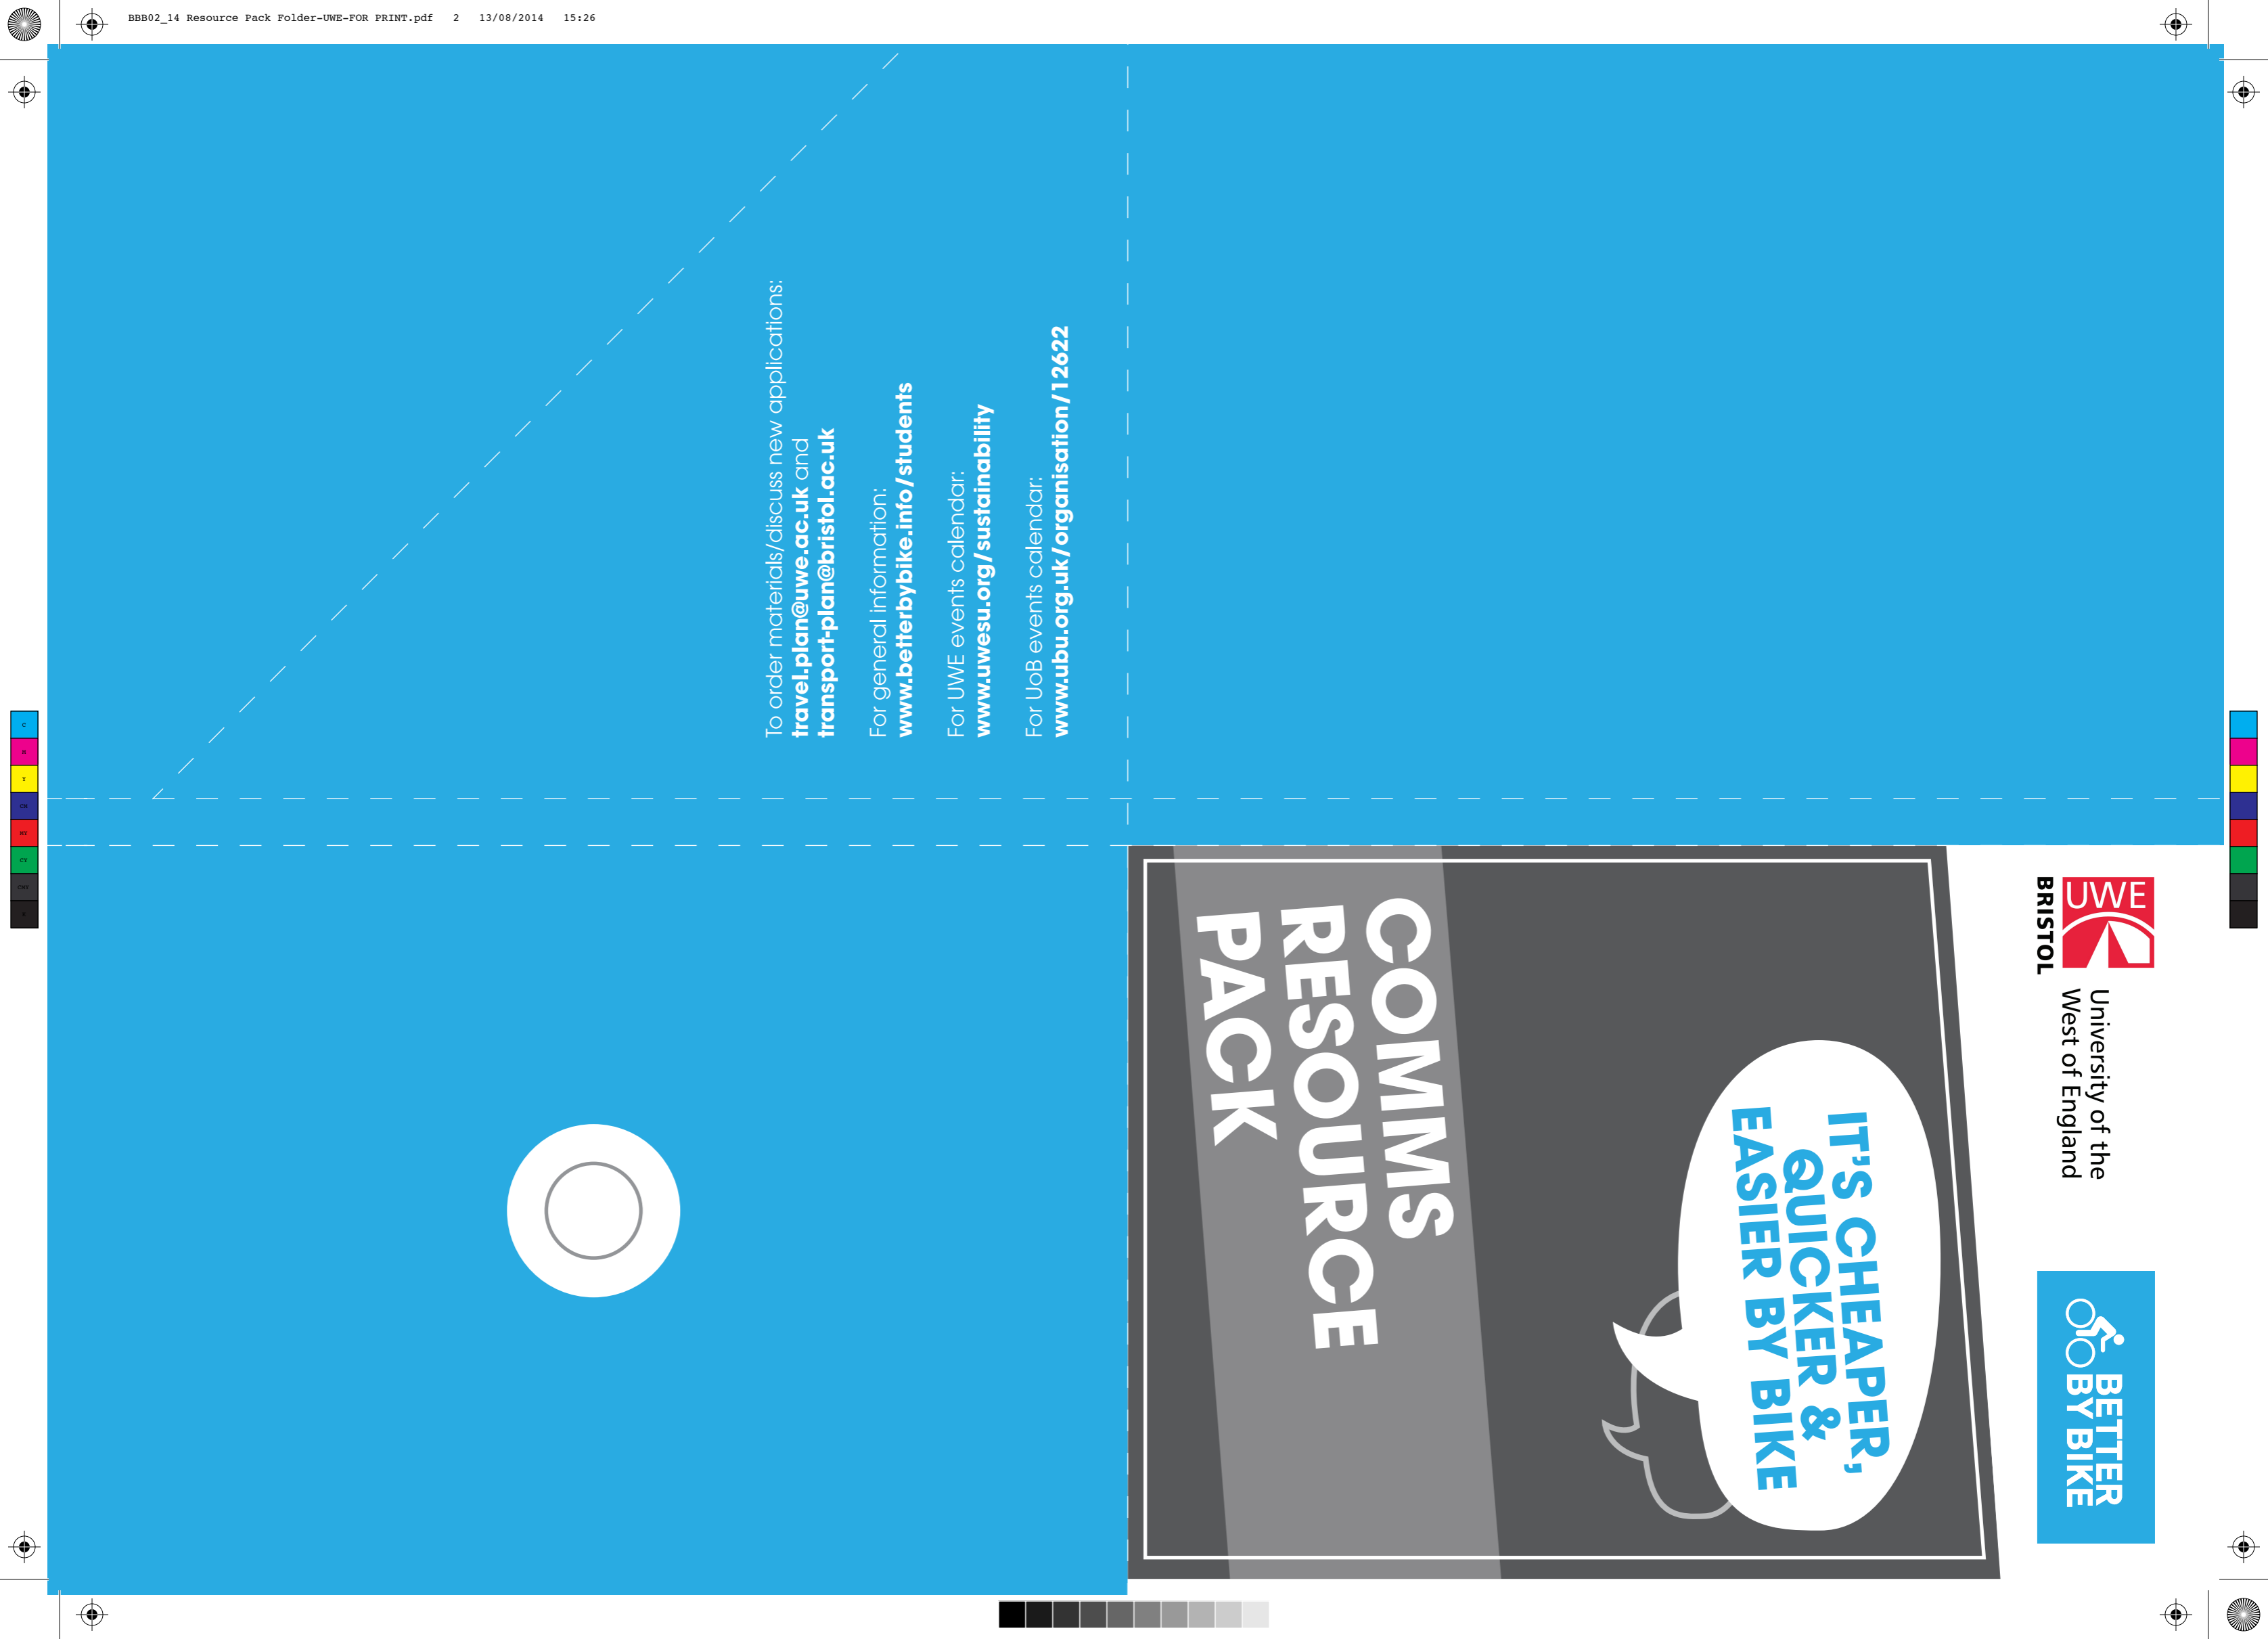 BBB02_14 Resource Pack Folder-UWE-FOR PRINT.pdf 2 13/08/2014 15:26
To order materials/discuss new applications:
travel.plan@uwe.ac.uk and
transport-plan@bristol.ac.uk
For general information:
www.betterbybike.info/students
For UWE events calendar:
www.uwesu.org/sustainability
For UoB events calendar:
www.ubu.org.uk/organisation/12622
UWE
BRISTOL
University of the
West of England
BETTER
BY BIKE
IT'S CHEAPER,
QUICKER &
EASIER BY BIKE
COMMS
RESOURCE
PACK
C
M
Y
CM
MY
CY
CMY
K